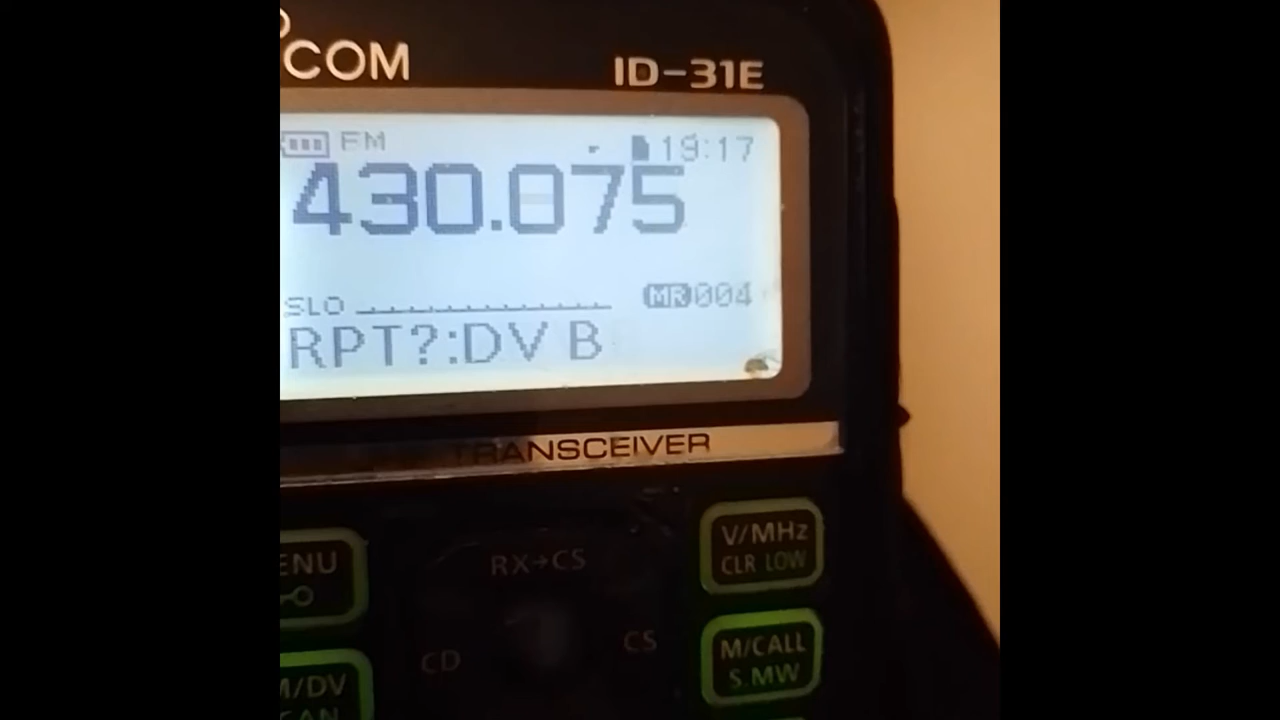 COM
ID-31E
FM 19:17
430.075
SLO MR004
RPT?:DV B
TRANSCEIVER
V/MHz
ENU RX→CS CLR LOW
M/CALL
CD CS S.MW
M/DV
CAN